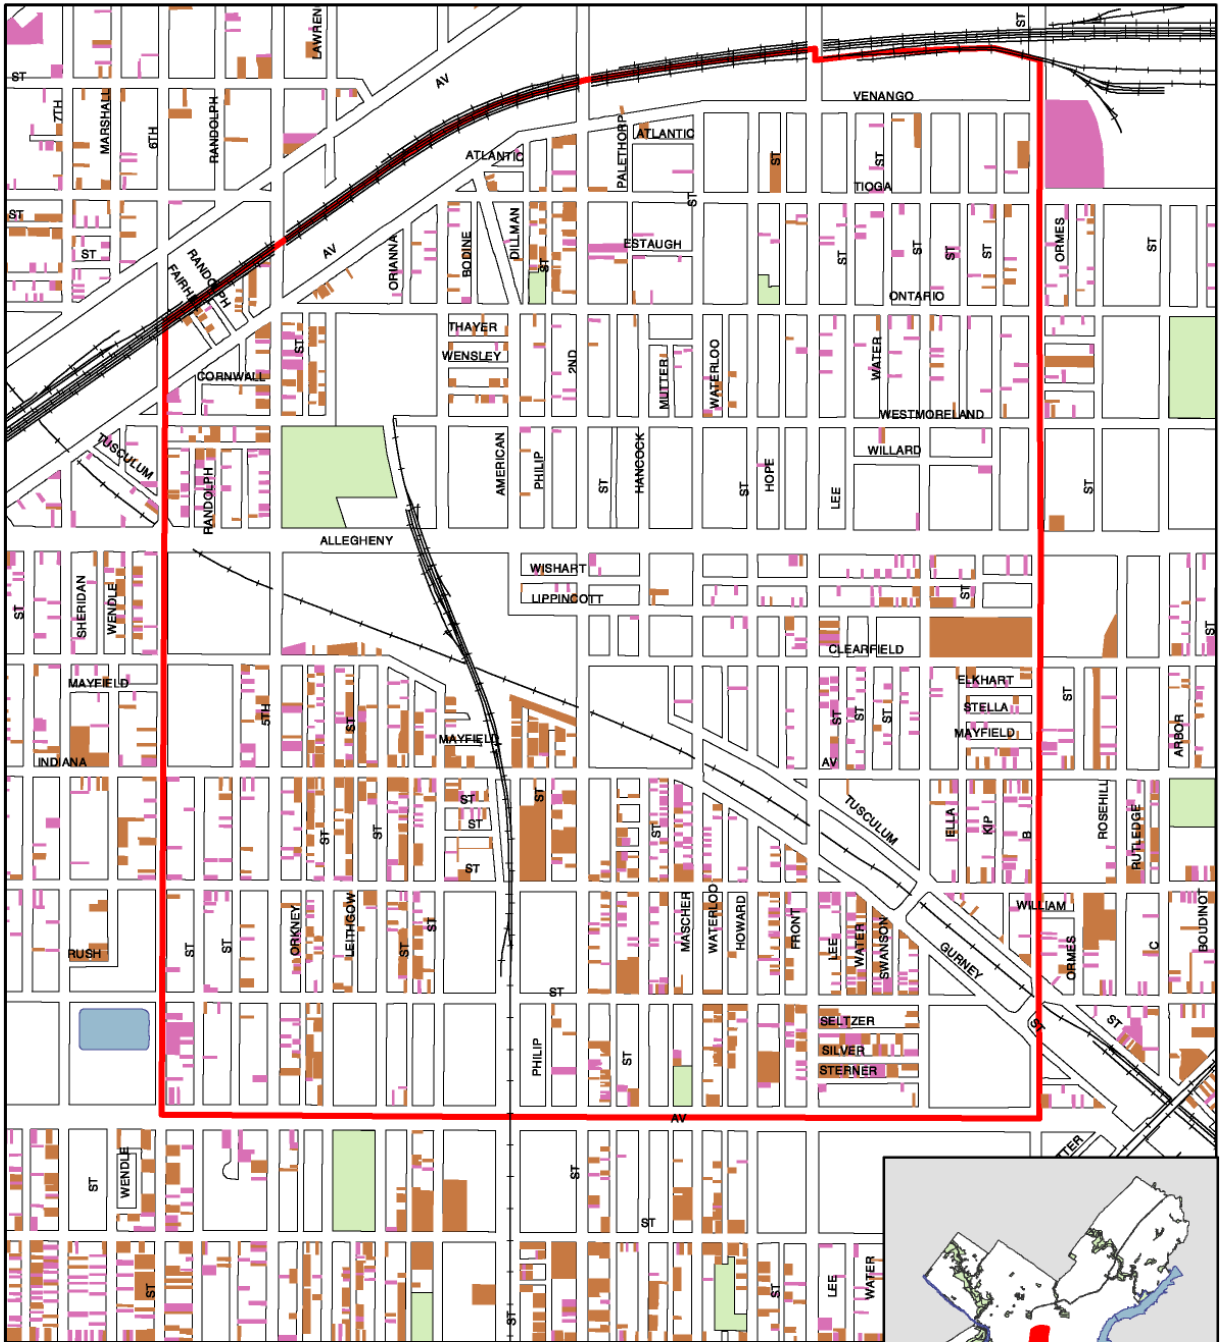 ST
LAWREN
ST
AV
7TH
MARSHALL
6TH
RANDOLPH
VENANGO
PALETHORP
ATLANTIC
ATLANTIC
ST
ST
TIOGA
ST
ST
ST
RANDOLPH
FAIRH
AV
ORIANNA
BODINE
DILLMAN
ST
ESTAUGH
ST
ST
ST
ST
ORMES
ST
ONTARIO
THAYER
WENSLEY
ST
2ND
CORNWALL
MUTTER
WATERLOO
WATER
WESTMORELAND
TUSCULUM
RANDOLPH
AMERICAN
PHILIP
ST
HANCOCK
ST
HOPE
LEE
WILLARD
ST
ALLEGHENY
WISHART
LIPPINCOTT
ST
ST
SHERIDAN
WENDLE
ST
CLEARFIELD
MAYFIELD
ELKHART
STELLA
MAYFIELD
ST
5TH
ST
ST
ST
ST
MAYFIELD
ARBOR
INDIANA
AV
ST
ST
ST
ST
ST
ST
ST
TUSCULUM
ELLA
KIP
B
ROSEHILL
RUTLEDGE
WILLIAM
ST
ST
ORKNEY
LEITHGOW
ST
ST
MASCHER
WATERLOO
HOWARD
FRONT
LEE
WATER
SWANSON
GURNEY
ORMES
C
BOUDINOT
RUSH
ST
PHILIP
ST
SELTZER
SILVER
STERNER
ST
ST
AV
ST
WENDLE
ST
ST
TTER
ST
ST
ST
LEE
WATER